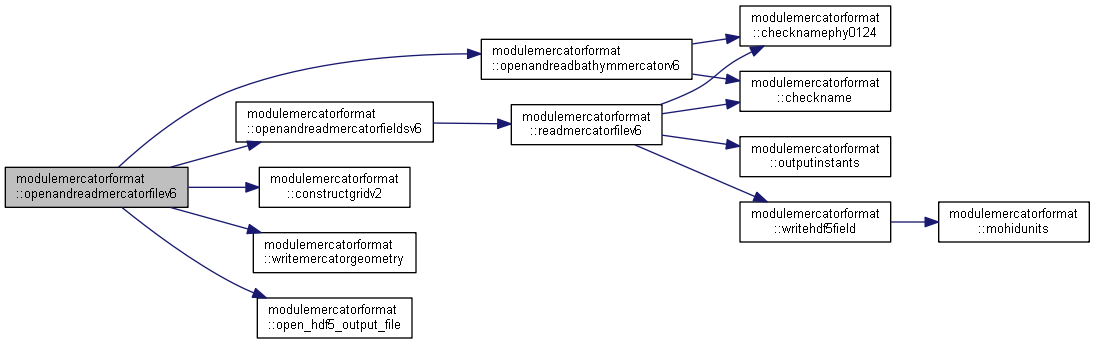 modulemercatorformat
::openandreadmercatorfilev6
modulemercatorformat
::openandreadbathymmercatorv6
modulemercatorformat
::checknamephy0124
modulemercatorformat
::checkname
modulemercatorformat
::openandreadmercatorfieldsv6
modulemercatorformat
::readmercatorfilev6
modulemercatorformat
::outputinstants
modulemercatorformat
::writehdf5field
modulemercatorformat
::mohidunits
modulemercatorformat
::constructgridv2
modulemercatorformat
::writemercatorgeometry
modulemercatorformat
::open_hdf5_output_file